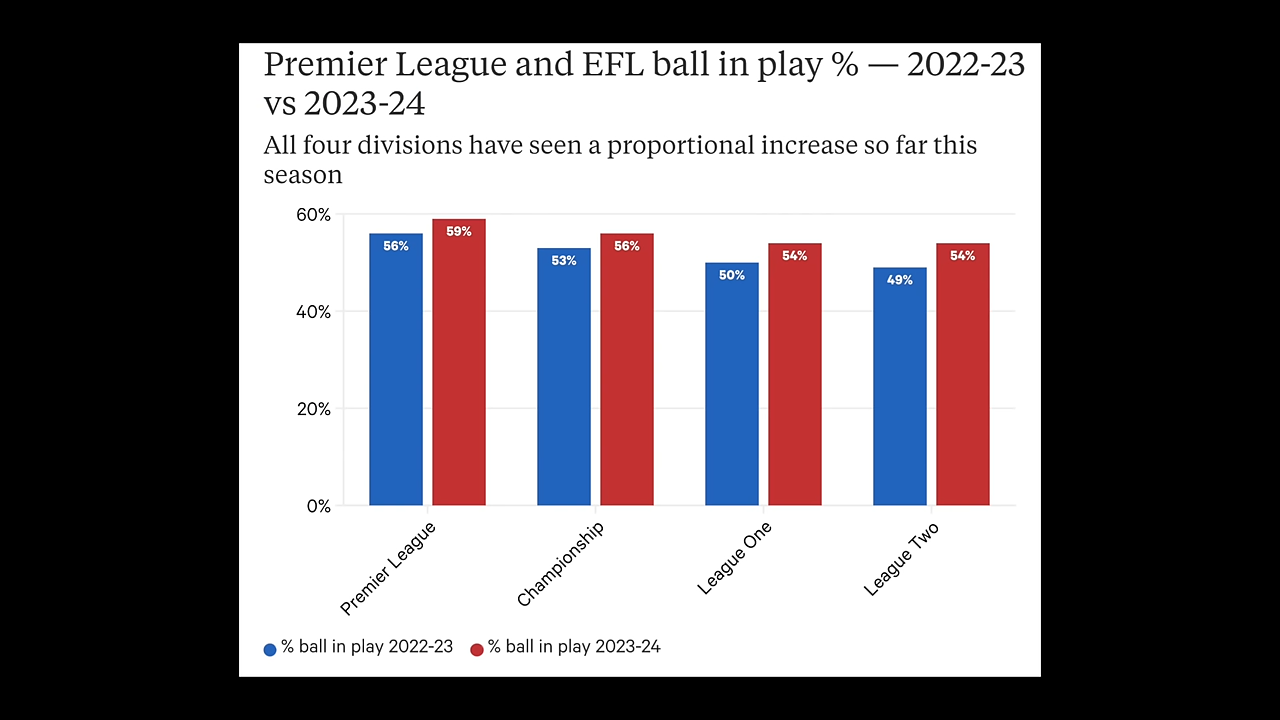 Premier League and EFL ball in play % — 2022-23
vs 2023-24
All four divisions have seen a proportional increase so far this
season
60%
40%
20%
0%
56%
59%
53%
56%
50%
54%
49%
54%
Premier League
Championship
League One
League Two
% ball in play 2022-23
% ball in play 2023-24